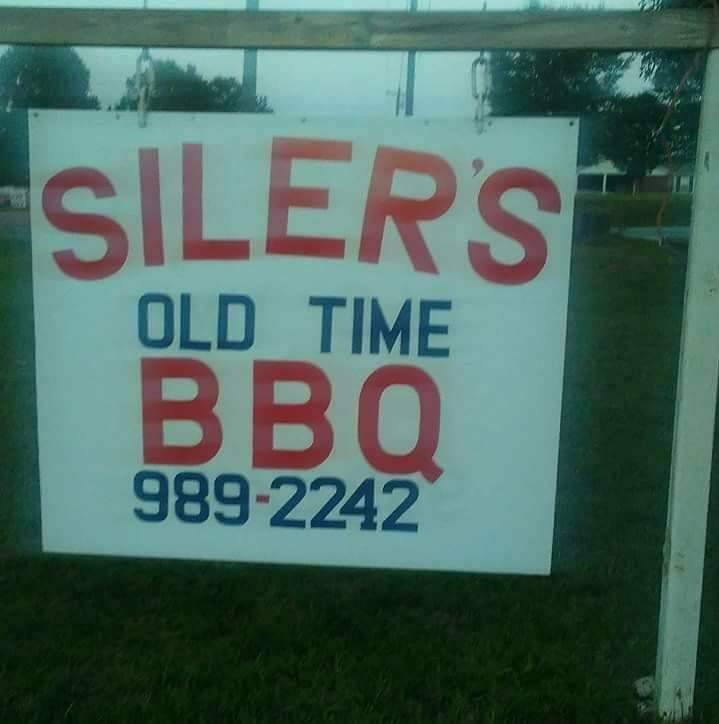 SILER'S
OLD TIME
BBQ
989-2242